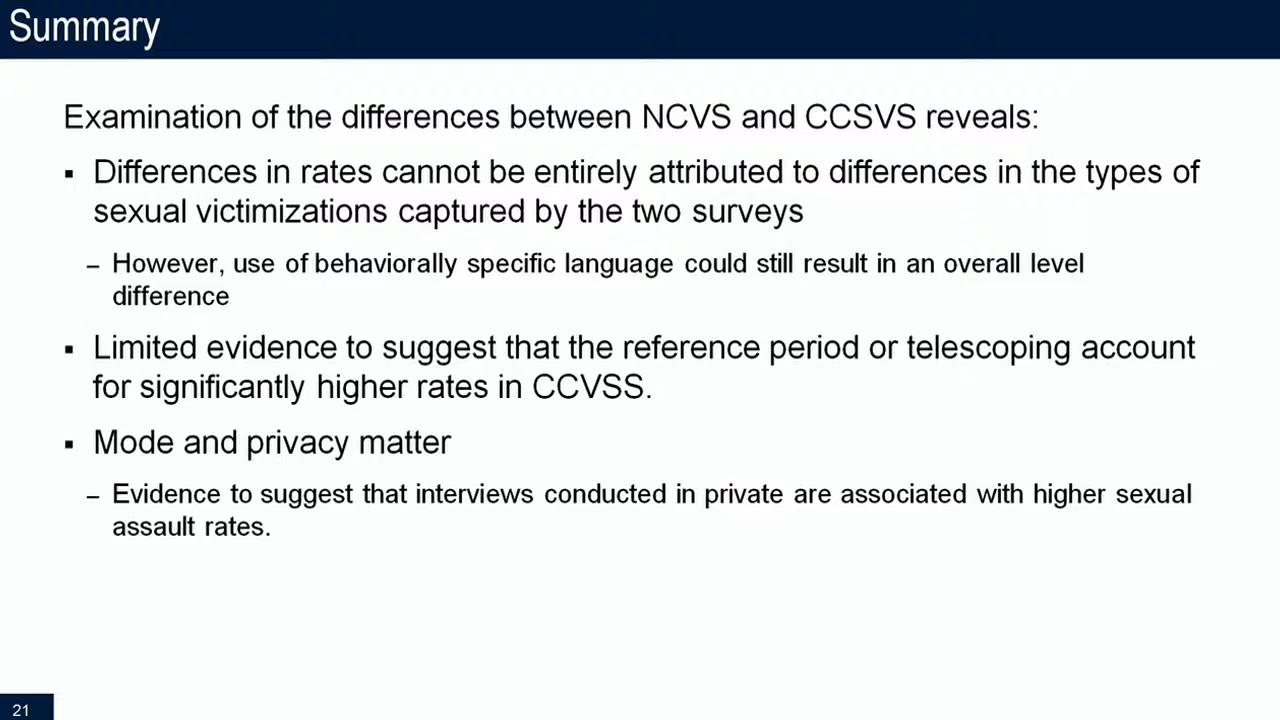 Summary
Examination of the differences between NCVS and CCSVS reveals:
▪ Differences in rates cannot be entirely attributed to differences in the types of
sexual victimizations captured by the two surveys
– However, use of behaviorally specific language could still result in an overall level
difference
▪ Limited evidence to suggest that the reference period or telescoping account
for significantly higher rates in CCVSS.
▪ Mode and privacy matter
– Evidence to suggest that interviews conducted in private are associated with higher sexual
assault rates.
21